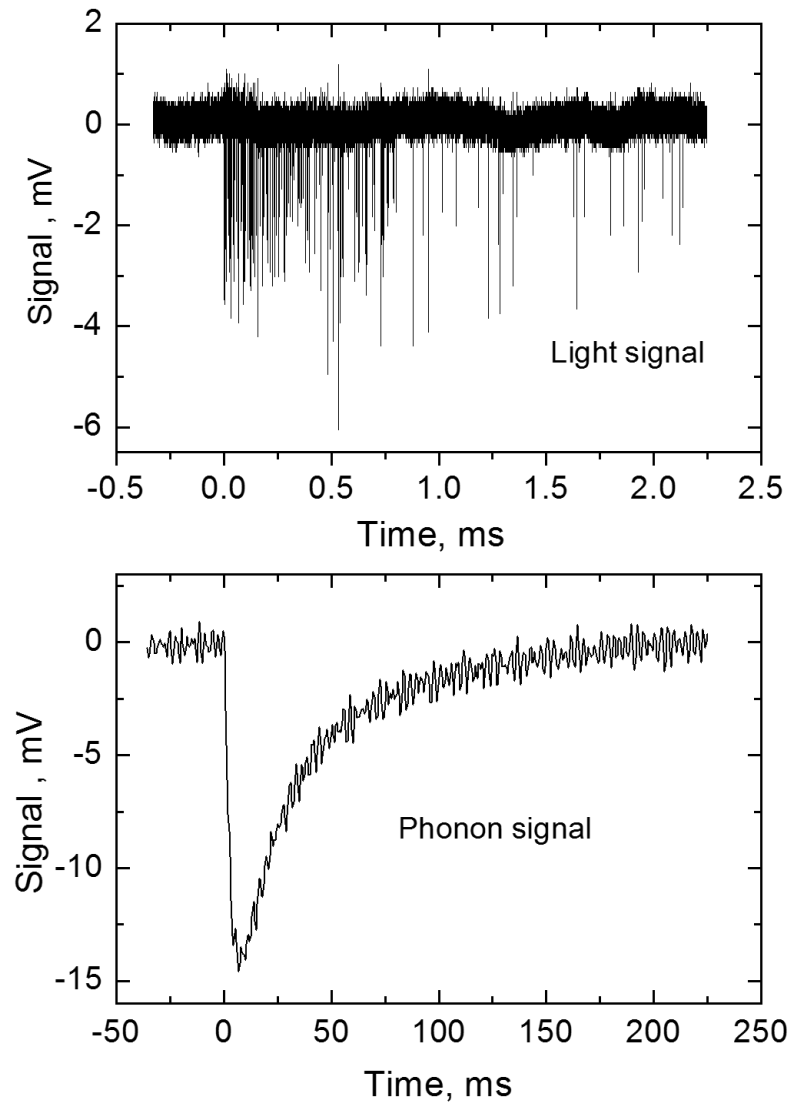 2
0
-2
-4
-6
Signal , mV
Light signal
-0.5 0.0 0.5 1.0 1.5 2.0 2.5
Time, ms
0
-5
-10
-15
Signal , mV
Phonon signal
-50 0 50 100 150 200 250
Time, ms